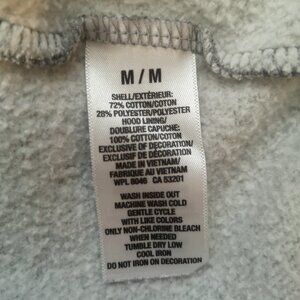 M / M
SHELL/EXTÉRIEUR:
72% COTTON/COTON
28% POLYESTER/POLYESTER
HOOD LINING/
DOUBLURE CAPUCHE:
100% COTTON/COTON
EXCLUSIVE OF DECORATION/
EXCLUSIF DE DECORATION
MADE IN VIETNAM/
FABRIQUE AU VIETNAM
WPL 8046 CA 53201
WASH INSIDE OUT
MACHINE WASH COLD
GENTLE CYCLE
WITH LIKE COLORS
ONLY NON-CHLORINE BLEACH
WHEN NEEDED
TUMBLE DRY LOW
COOL IRON
DO NOT IRON ON DECORATION